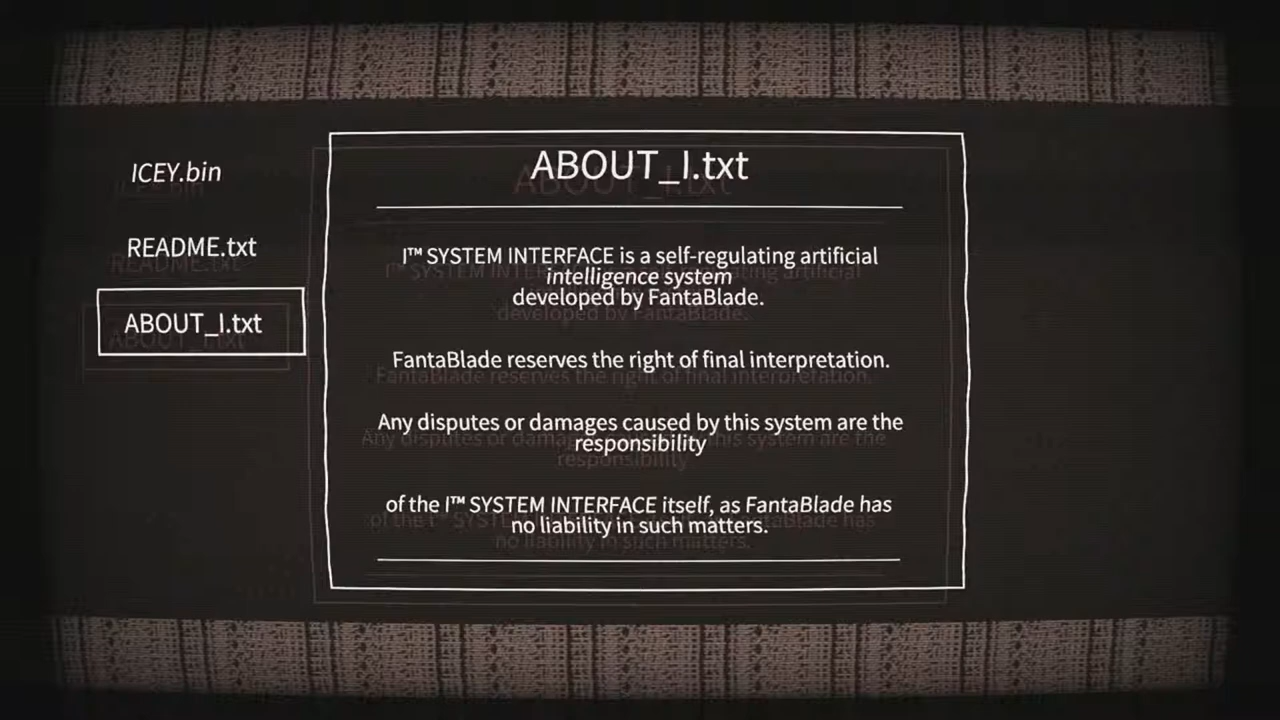 ICEY.bin
README.txt
ABOUT_I.txt
ABOUT_I.txt
I™ SYSTEM INTERFACE is a self-regulating artificial
intelligence system
developed by FantaBlade.
FantaBlade reserves the right of final interpretation.
Any disputes or damages caused by this system are the
responsibility
of the I™ SYSTEM INTERFACE itself, as FantaBlade has
no liability in such matters.